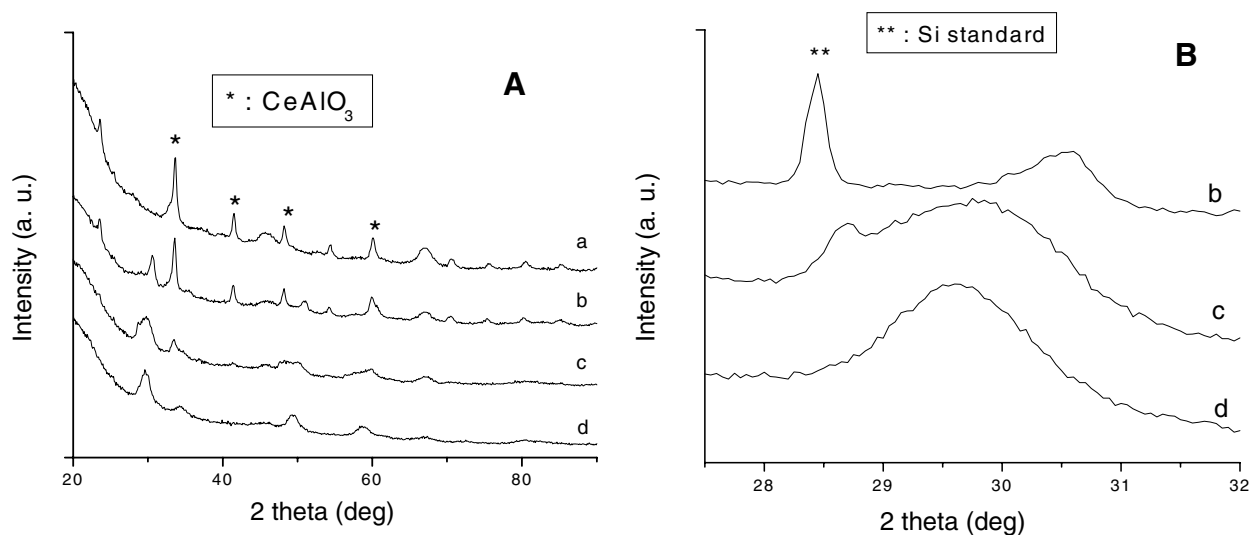 * : CeAlO3
A
*
*
*
*
a
b
c
d
Intensity (a. u.)
20
40
60
80
2 theta (deg)
** : Si standard
B
**
b
c
d
Intensity (a. u.)
28
29
30
31
32
2 theta (deg)